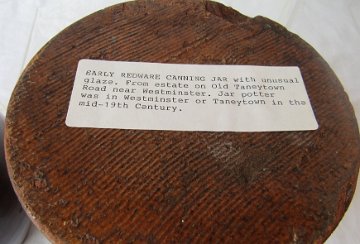 EARLY REDWARE CANNING JAR with unusual
glaze. From estate on Old Taneytown
Road near Westminster. Jar potter
was in Westminster or Taneytown in the
mid-19th Century.